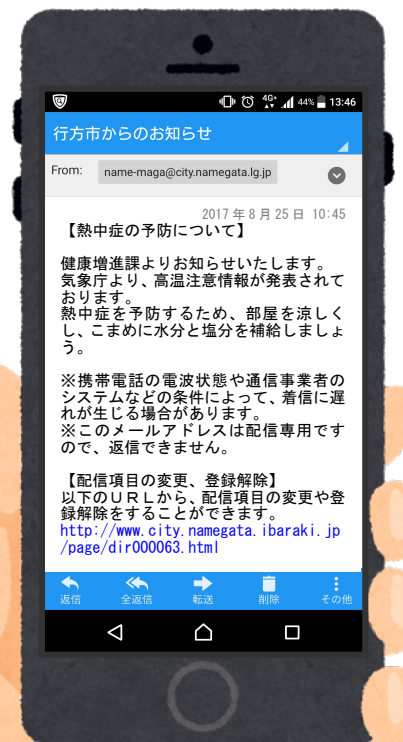 4G+ 44% 13:46
行方市からのお知らせ
From: name-maga@city.namegata.lg.jp
2017年8月25日 10:45
【熱中症の予防について】
健康増進課よりお知らせいたします。
気象庁より、高温注意情報が発表されて
おります。
熱中症を予防するため、部屋を涼しく
し、こまめに水分と塩分を補給しましょ
う。
※携帯電話の電波状態や通信事業者の
システムなどの条件によって、着信に遅
れが生じる場合があります。
※このメールアドレスは配信専用です
ので、返信できません。
【配信項目の変更、登録解除】
以下のＵＲＬから、配信項目の変更や登
録解除をすることができます。
http://www.city.namegata.ibaraki.jp
/page/dir000063.html
返信 全返信 転送 削除 その他